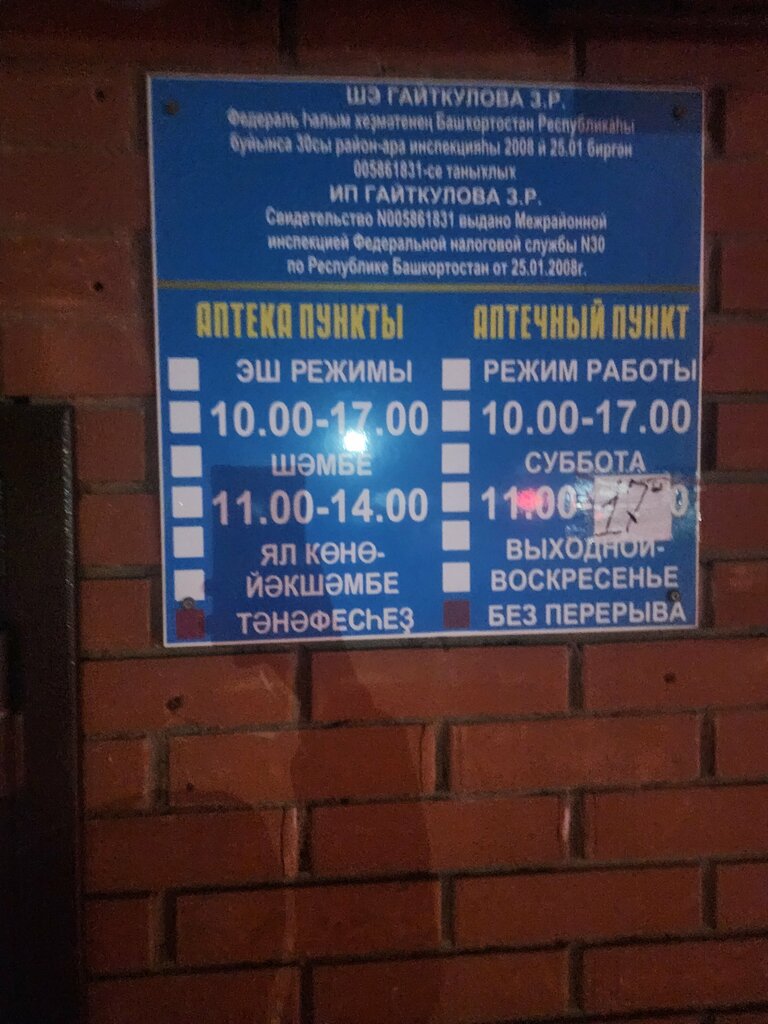 ШЭ ГАЙТКУЛОВА З.Р.
Федераль һалым хеҙмәтенең Башҡортостан Республикаһы
буйынса 30сы район-ара инспекцияһы 2008 й 25.01 биргән
005861831-се таныҡлыҡ
ИП ГАЙТКУЛОВА З.Р.
Свидетельство N005861831 выдано Межрайонной
инспекцией Федеральной налоговой службы N30
по Республике Башкортостан от 25.01.2008г.
АПТЕКА ПУНКТЫ
ЭШ РЕЖИМЫ
10.00-17.00
ШӘМБЕ
11.00-14.00
ЯЛ КӨНӨ-
ЙӘКШӘМБЕ
ТӘНӘФЕСҺЕҘ
АПТЕЧНЫЙ ПУНКТ
РЕЖИМ РАБОТЫ
10.00-17.00
СУББОТА
11.00-
ВЫХОДНОЙ-
ВОСКРЕСЕНЬЕ
БЕЗ ПЕРЕРЫВА